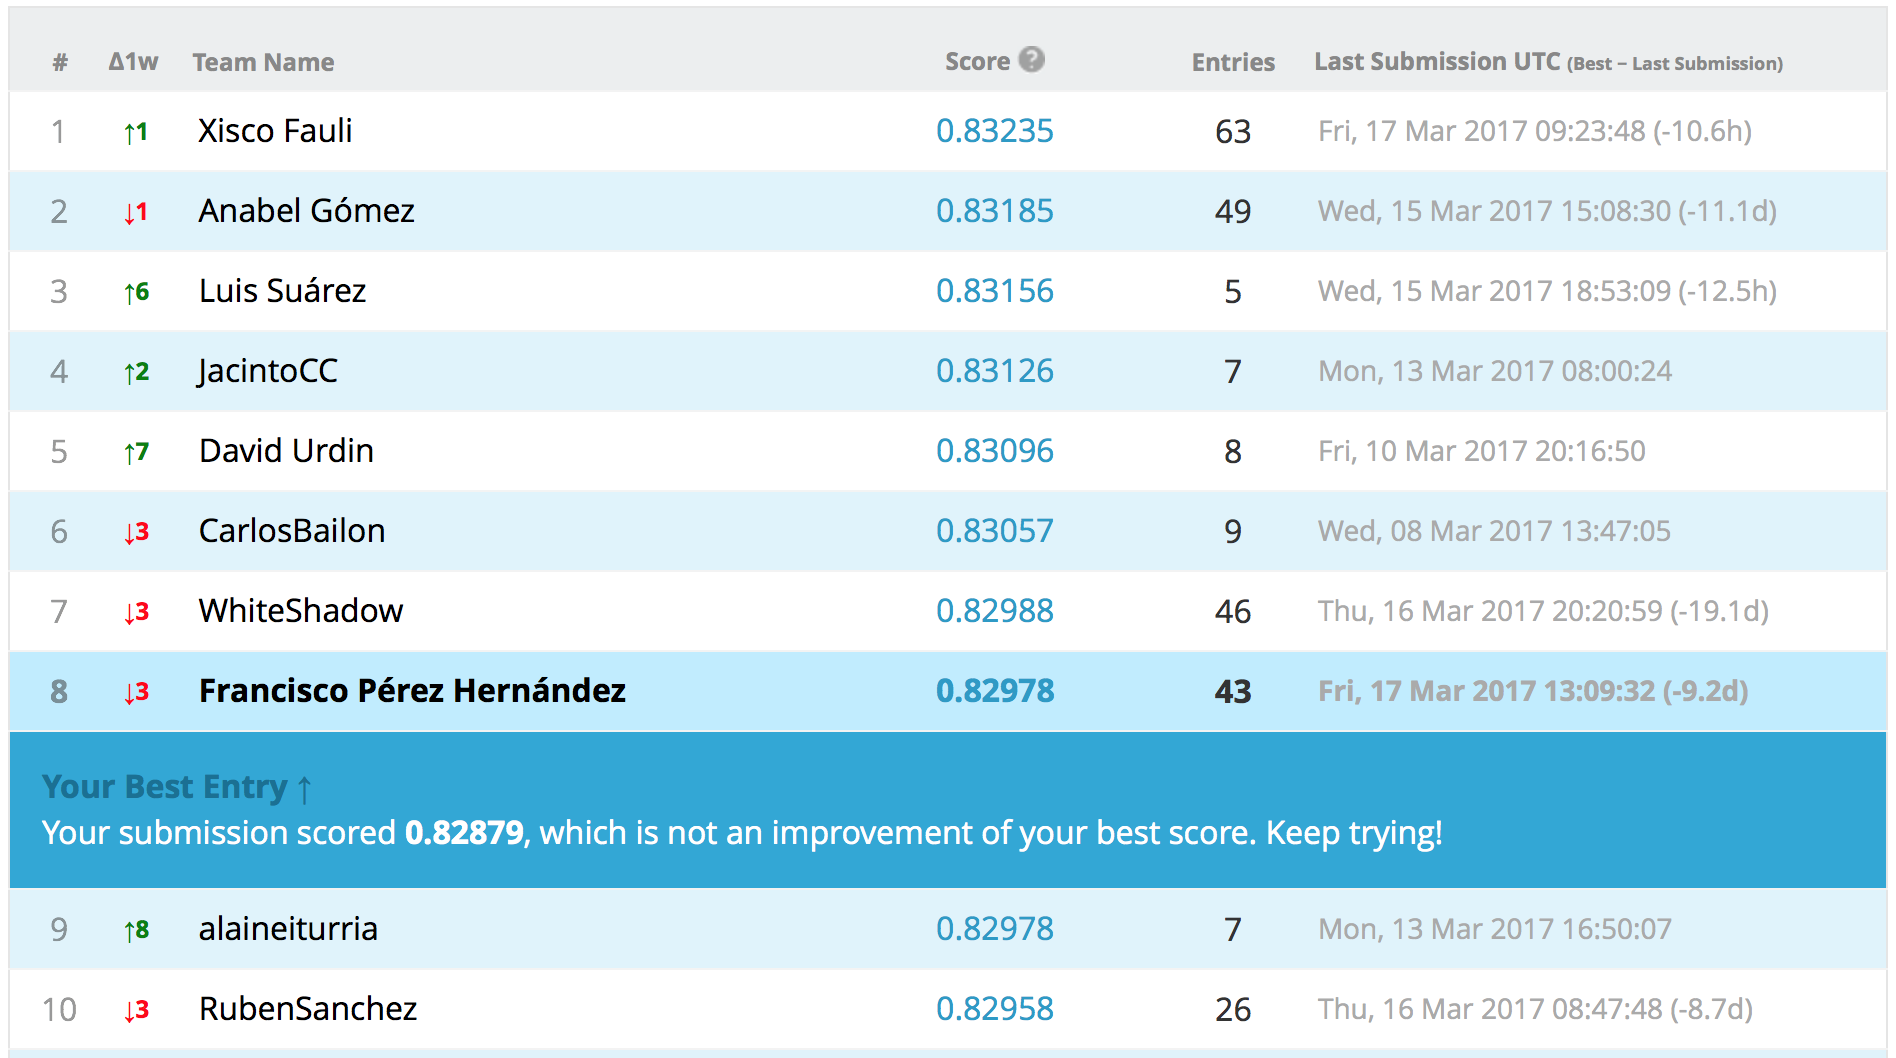 # Δ1w Team Name Score ? Entries Last Submission UTC (Best − Last Submission)
1 ↑1 Xisco Fauli 0.83235 63 Fri, 17 Mar 2017 09:23:48 (-10.6h)
2 ↓1 Anabel Gómez 0.83185 49 Wed, 15 Mar 2017 15:08:30 (-11.1d)
3 ↑6 Luis Suárez 0.83156 5 Wed, 15 Mar 2017 18:53:09 (-12.5h)
4 ↑2 JacintoCC 0.83126 7 Mon, 13 Mar 2017 08:00:24
5 ↑7 David Urdin 0.83096 8 Fri, 10 Mar 2017 20:16:50
6 ↓3 CarlosBailon 0.83057 9 Wed, 08 Mar 2017 13:47:05
7 ↓3 WhiteShadow 0.82988 46 Thu, 16 Mar 2017 20:20:59 (-19.1d)
8 ↓3 Francisco Pérez Hernández 0.82978 43 Fri, 17 Mar 2017 13:09:32 (-9.2d)
Your Best Entry ↑
Your submission scored 0.82879, which is not an improvement of your best score. Keep trying!
9 ↑8 alaineiturria 0.82978 7 Mon, 13 Mar 2017 16:50:07
10 ↓3 RubenSanchez 0.82958 26 Thu, 16 Mar 2017 08:47:48 (-8.7d)